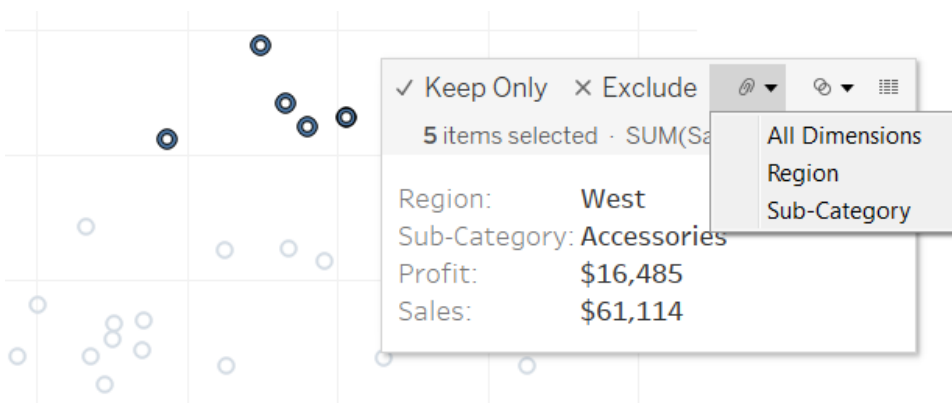 ✓ Keep Only × Exclude
5 items selected · SUM(Sa
All Dimensions
Region
Sub-Category
Region: West
Sub-Category: Accessories
Profit: $16,485
Sales: $61,114